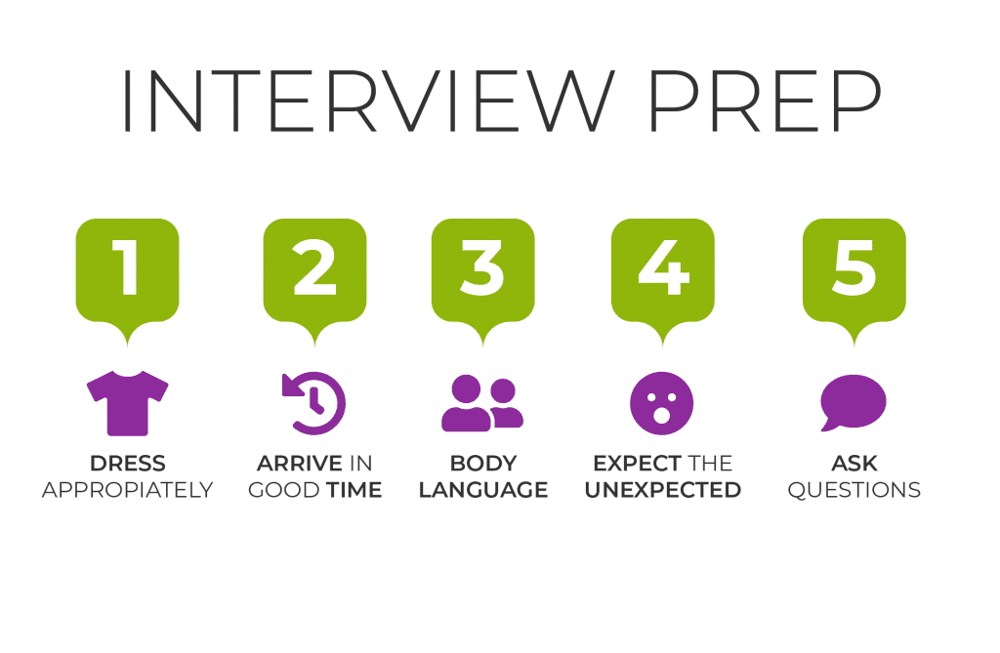 INTERVIEW PREP
1
DRESS
APPROPIATELY
2
ARRIVE IN
GOOD TIME
3
BODY
LANGUAGE
4
EXPECT THE
UNEXPECTED
5
ASK
QUESTIONS